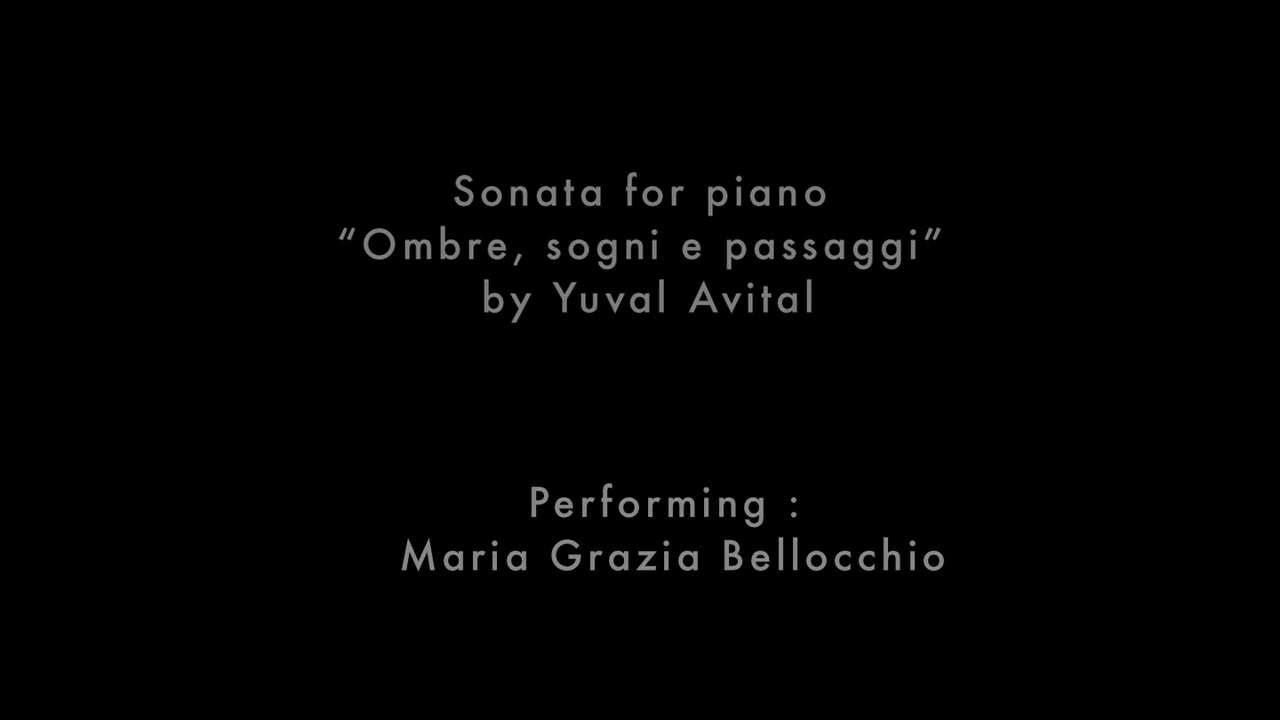 Sonata for piano
“Ombre, sogni e passaggi”
by Yuval Avital
Performing :
Maria Grazia Bellocchio